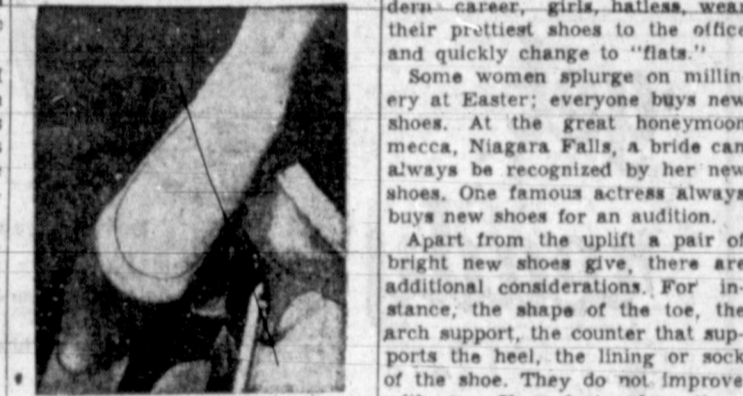 dern career, girls, hatless, wear
their prettiest shoes to the office
and quickly change to "flats."
Some women splurge on millin-
ery at Easter; everyone buys new
shoes. At the great honeymoon
mecca, Niagara Falls, a bride can
always be recognized by her new
shoes. One famous actress always
buys new shoes for an audition.
Apart from the uplift a pair of
bright new shoes give, there are
additional considerations. For in-
stance, the shape of the toe, the
arch support, the counter that sup-
ports the heel, the lining or sock
of the shoe. They do not improve